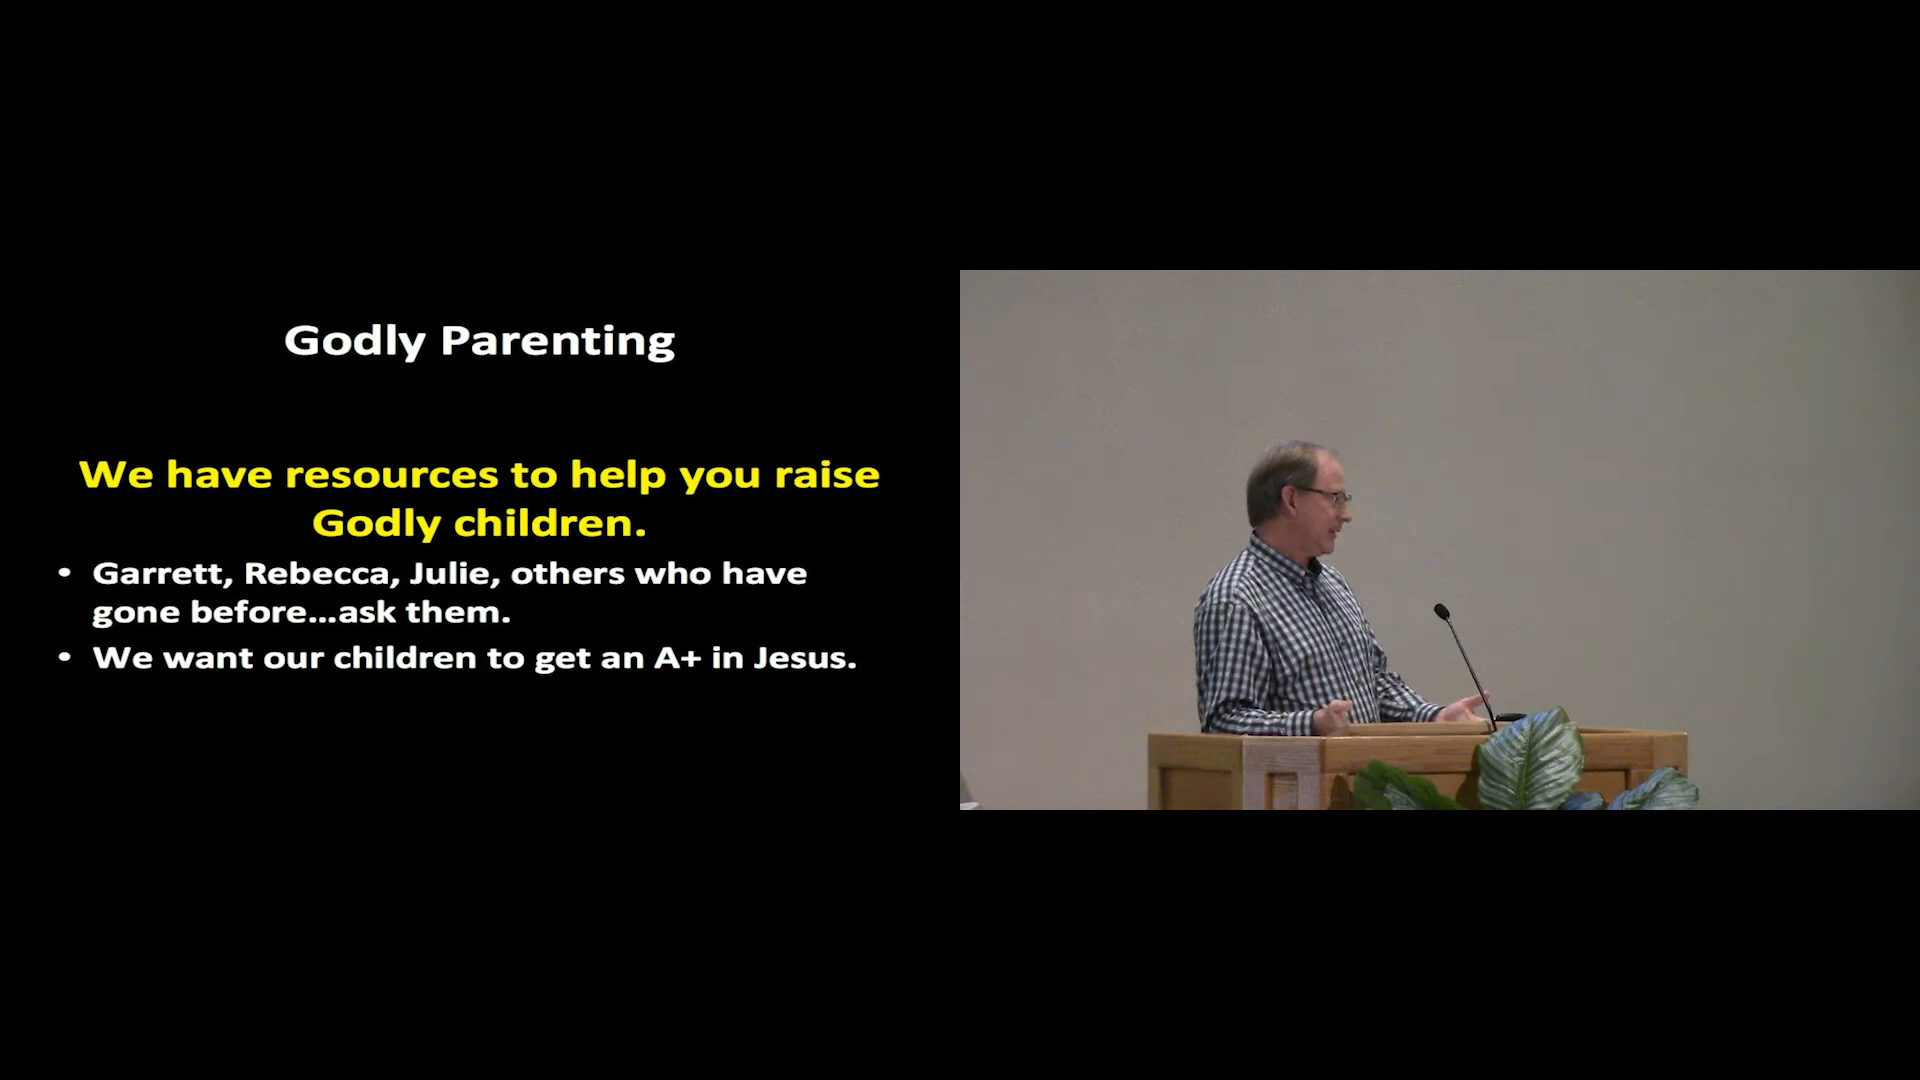 Godly Parenting
We have resources to help you raise
Godly children.
• Garrett, Rebecca, Julie, others who have
gone before...ask them.
• We want our children to get an A+ in Jesus.